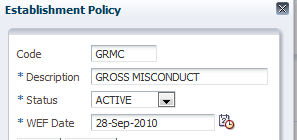 Establishment Policy
Code GRMC
* Description GROSS MISCONDUCT
* Status ACTIVE
* WEF Date 28-Sep-2010